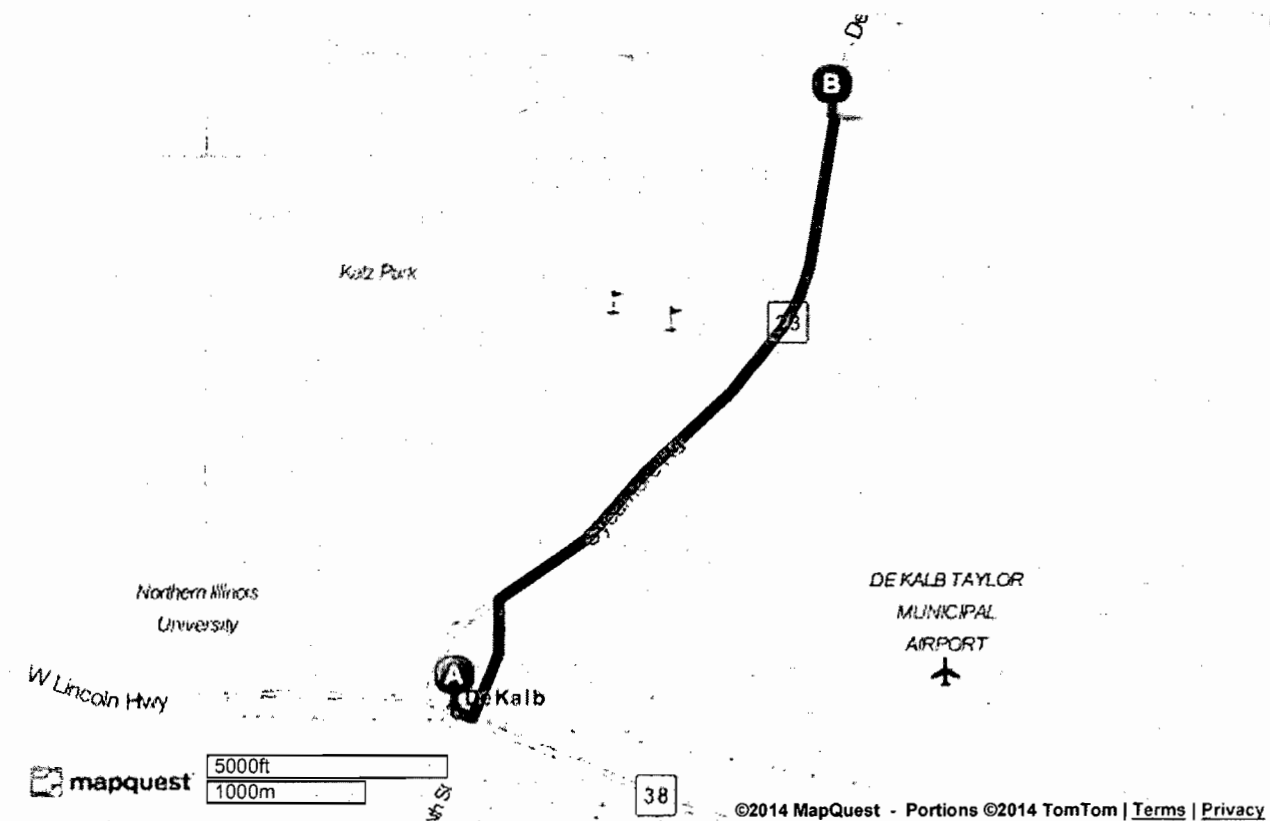 De
B
Katz Park
23
Northern Illinois
University
DE KALB TAYLOR
MUNICIPAL
AIRPORT
A
DeKalb
W Lincoln Hwy
mapquest
5000ft
1000m
38
©2014 MapQuest - Portions ©2014 TomTom | Terms | Privacy